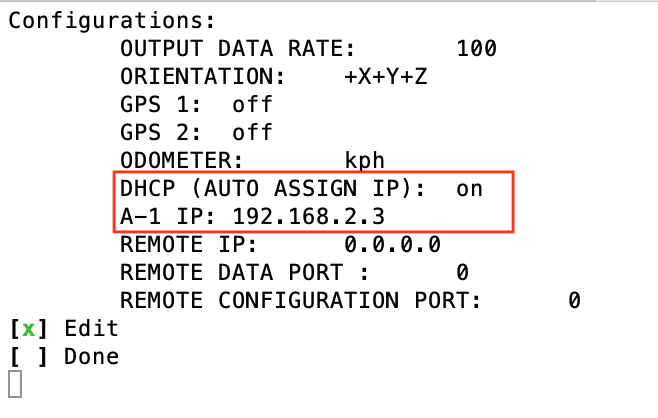 Configurations:
OUTPUT DATA RATE: 100
ORIENTATION: +X+Y+Z
GPS 1: off
GPS 2: off
ODOMETER: kph
DHCP (AUTO ASSIGN IP): on
A-1 IP: 192.168.2.3
REMOTE IP: 0.0.0.0
REMOTE DATA PORT : 0
REMOTE CONFIGURATION PORT: 0
[x] Edit
[ ] Done